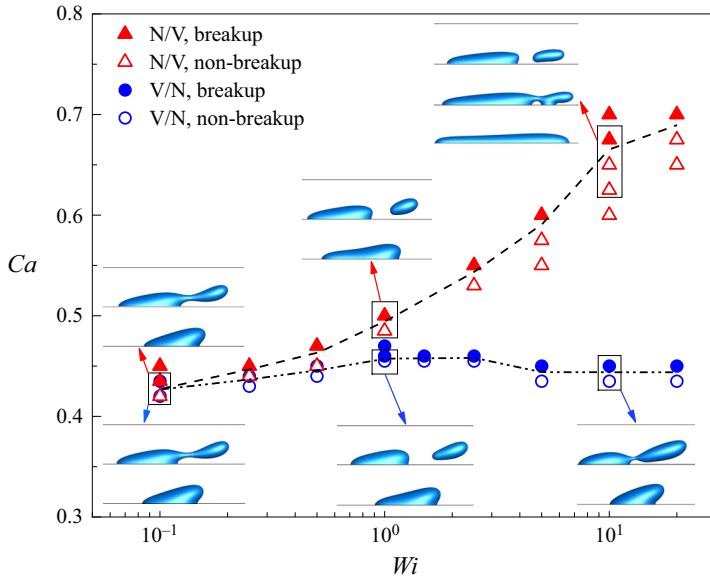 0.8
N/V, breakup
N/V, non-breakup
V/N, breakup
V/N, non-breakup
0.7
0.6
Ca
0.5
0.4
0.3
10⁻¹
10⁰
10¹
Wi